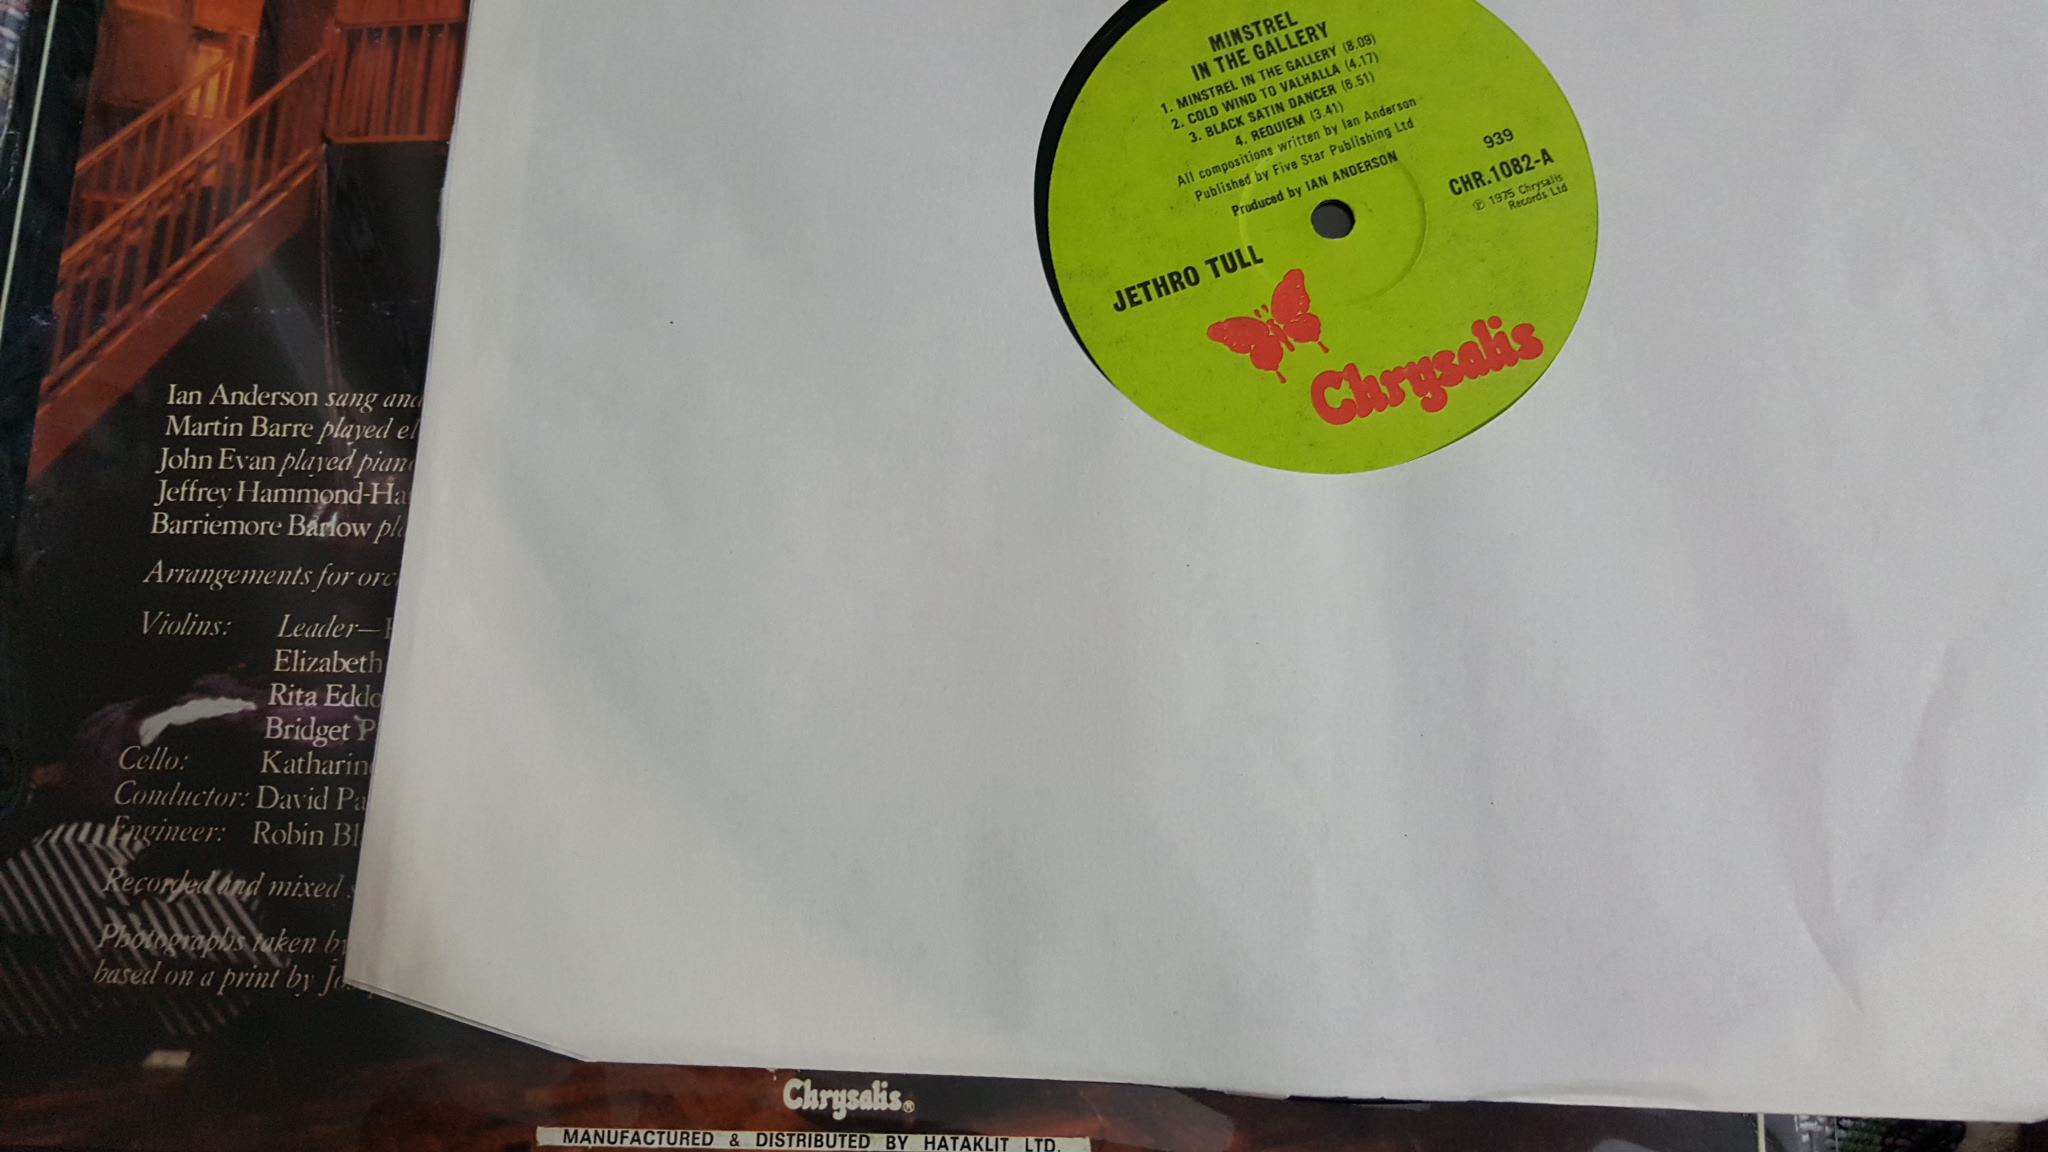 MINSTREL
IN THE GALLERY
1. MINSTREL IN THE GALLERY (8.09)
2. COLD WIND TO VALHALLA (4.17)
3. BLACK SATIN DANCER (6.51)
4. REQUIEM (3.41)
All compositions written by Ian Anderson
Published by Five Star Publishing Ltd
Produced by IAN ANDERSON
939
CHR.1082-A
℗ 1975 Chrysalis
Records Ltd
JETHRO TULL
Chrysalis
Ian Anderson sang and
Martin Barre played el
John Evan played pian
Jeffrey Hammond-Ha
Barriemore Barlow pl
Arrangements for orc
Violins: Leader—
Elizabeth
Rita Eddo
Bridget P
Cello: Katharin
Conductor: David Pa
Engineer: Robin Bl
Recorded and mixed
Photographs taken by
based on a print by Jos
Chrysalis®
MANUFACTURED & DISTRIBUTED BY HATAKLIT LTD.